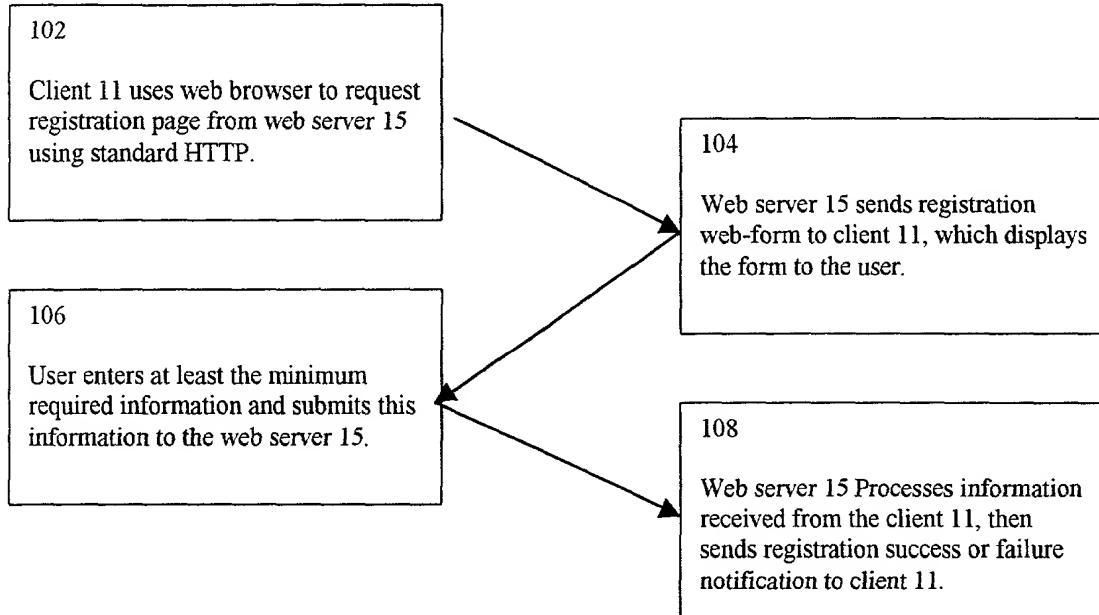 102
Client 11 uses web browser to request
registration page from web server 15
using standard HTTP.
104
Web server 15 sends registration
web-form to client 11, which displays
the form to the user.
106
User enters at least the minimum
required information and submits this
information to the web server 15.
108
Web server 15 Processes information
received from the client 11, then
sends registration success or failure
notification to client 11.